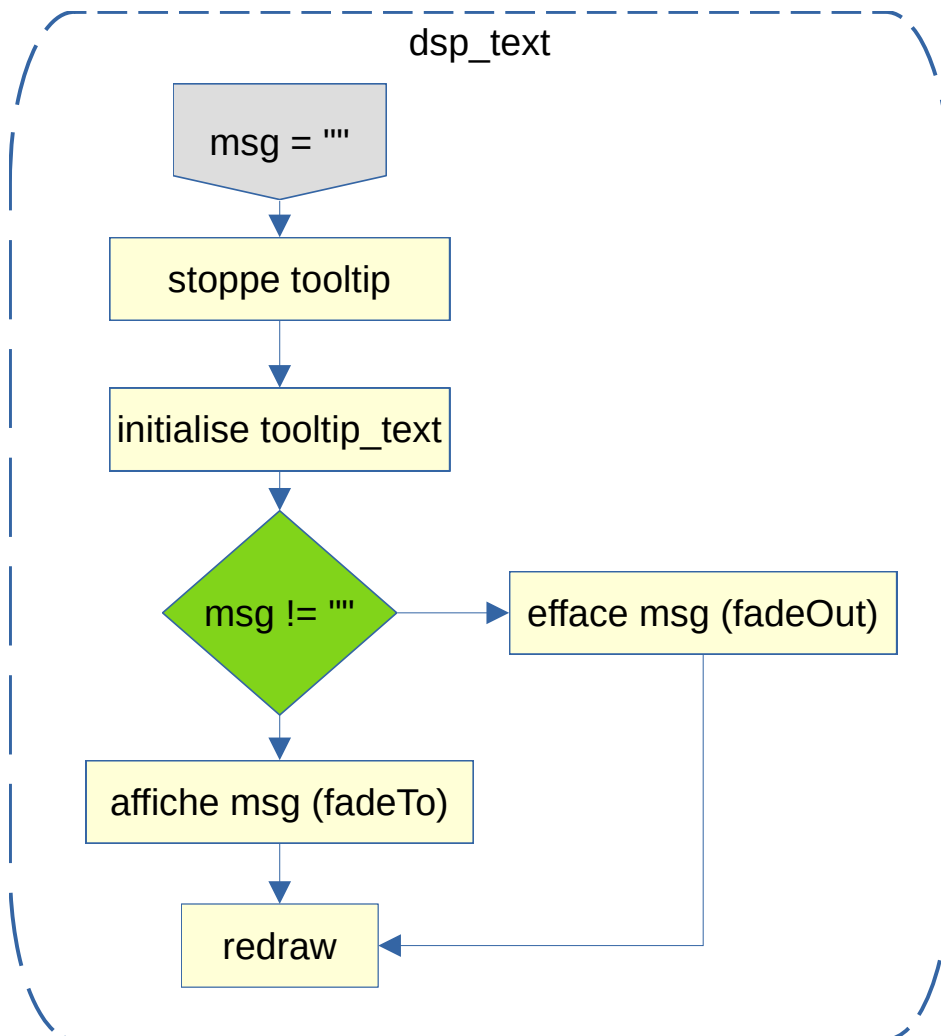 dsp_text
msg = ""
stoppe tooltip
initialise tooltip_text
msg != ""
efface msg (fadeOut)
affiche msg (fadeTo)
redraw